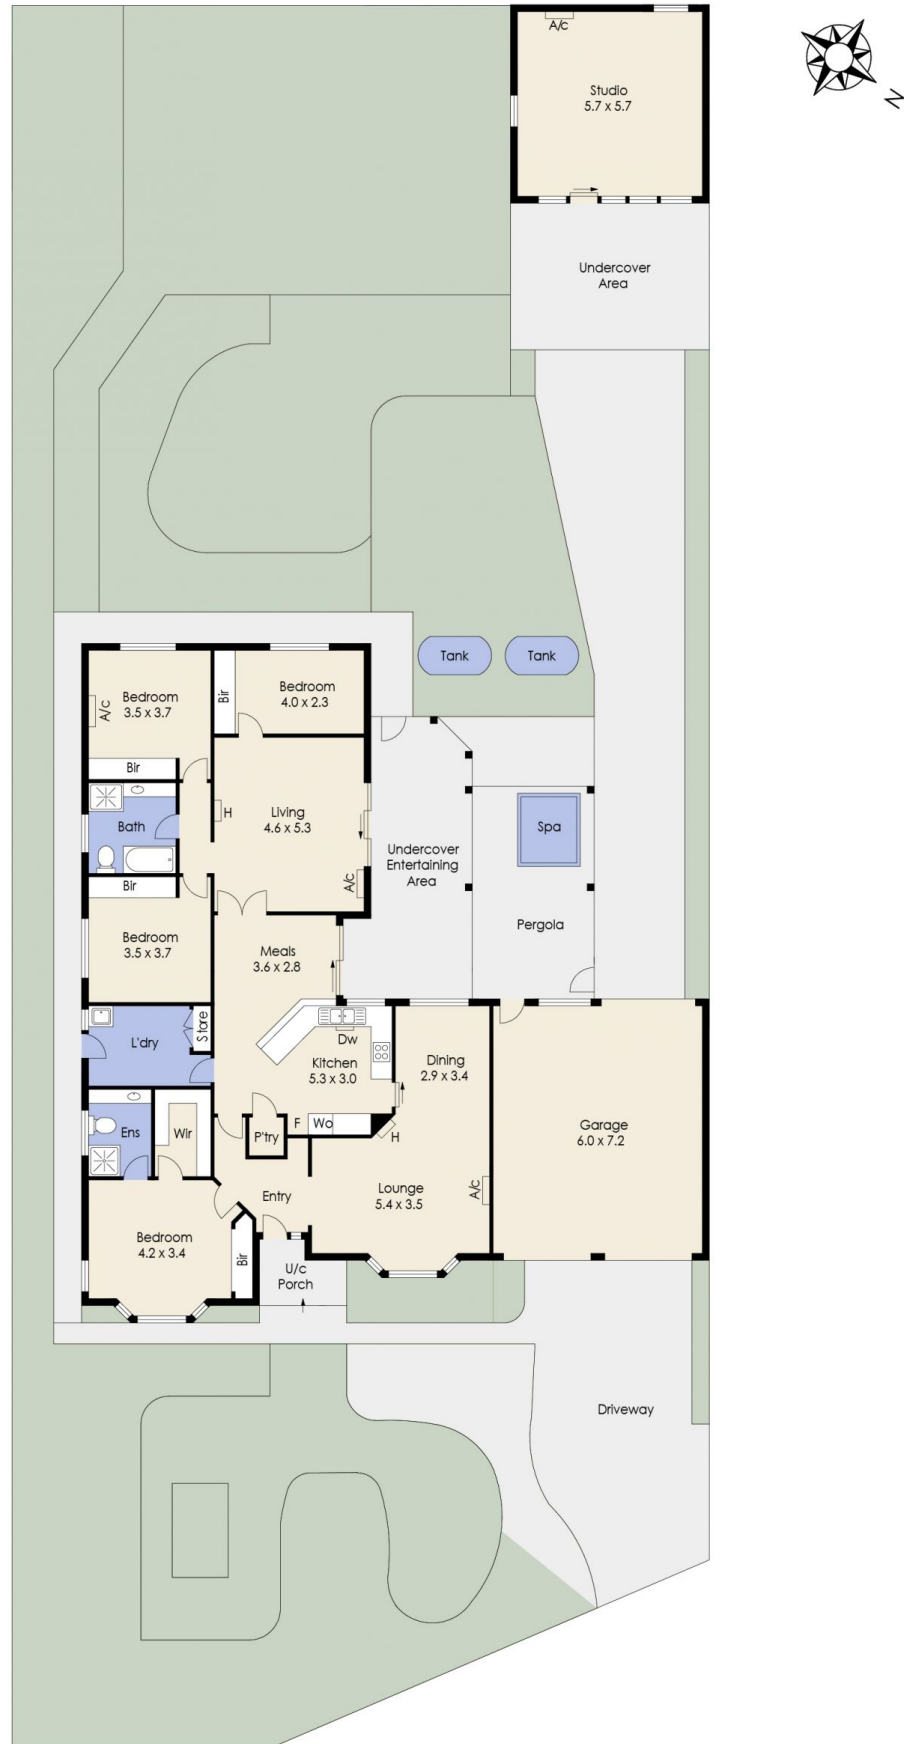 A/c
Studio
5.7 x 5.7
N
Undercover
Area
Tank
Tank
Bedroom
3.5 x 3.7
A/c
Bir
Bir
Bedroom
4.0 x 2.3
Living
4.6 x 5.3
H
A/c
Bath
Bir
Undercover
Entertaining
Area
Spa
Pergola
Bedroom
3.5 x 3.7
Meals
3.6 x 2.8
L'dry
Store
Dw
Kitchen
5.3 x 3.0
Dining
2.9 x 3.4
Ens
Wir
P'try
F
Wo
H
Garage
6.0 x 7.2
Entry
Lounge
5.4 x 3.5
A/c
Bedroom
4.2 x 3.4
Bir
U/c
Porch
Driveway